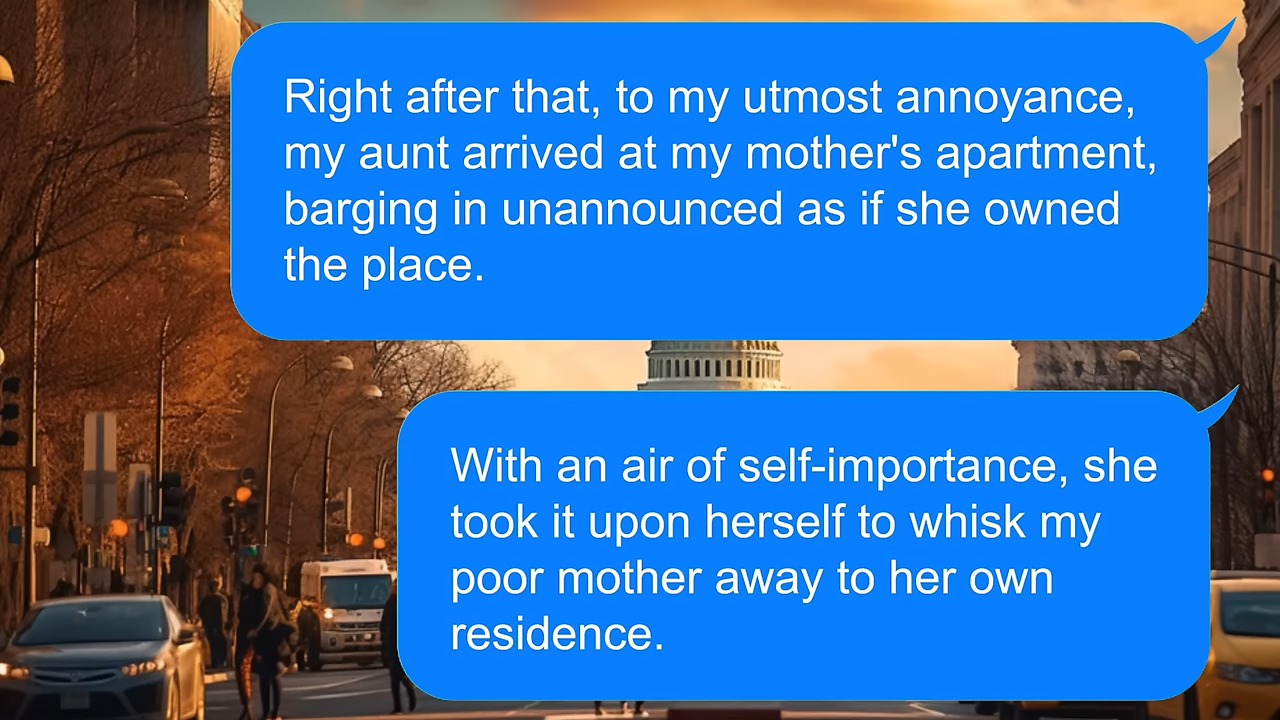 Right after that, to my utmost annoyance,
my aunt arrived at my mother's apartment,
barging in unannounced as if she owned
the place.
With an air of self-importance, she
took it upon herself to whisk my
poor mother away to her own
residence.